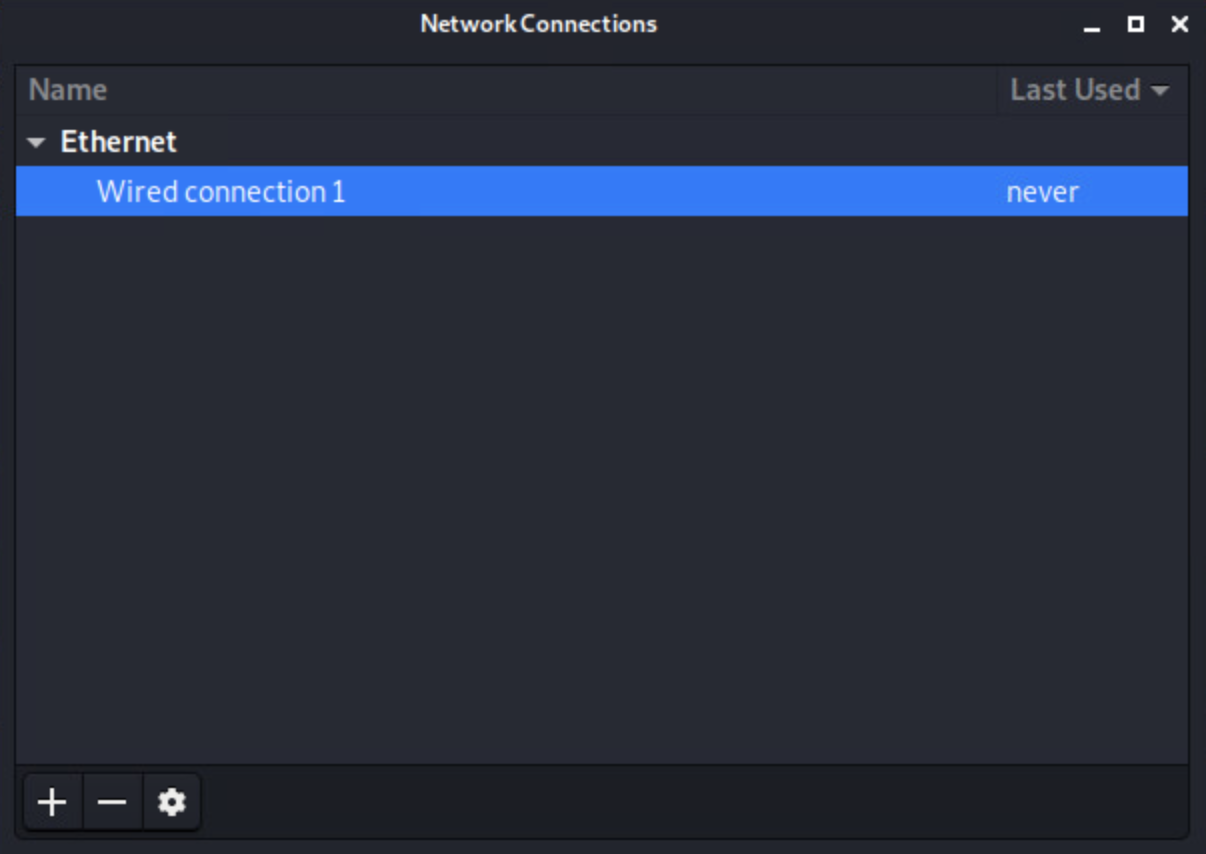 Network Connections
Name Last Used
Ethernet
Wired connection 1 never